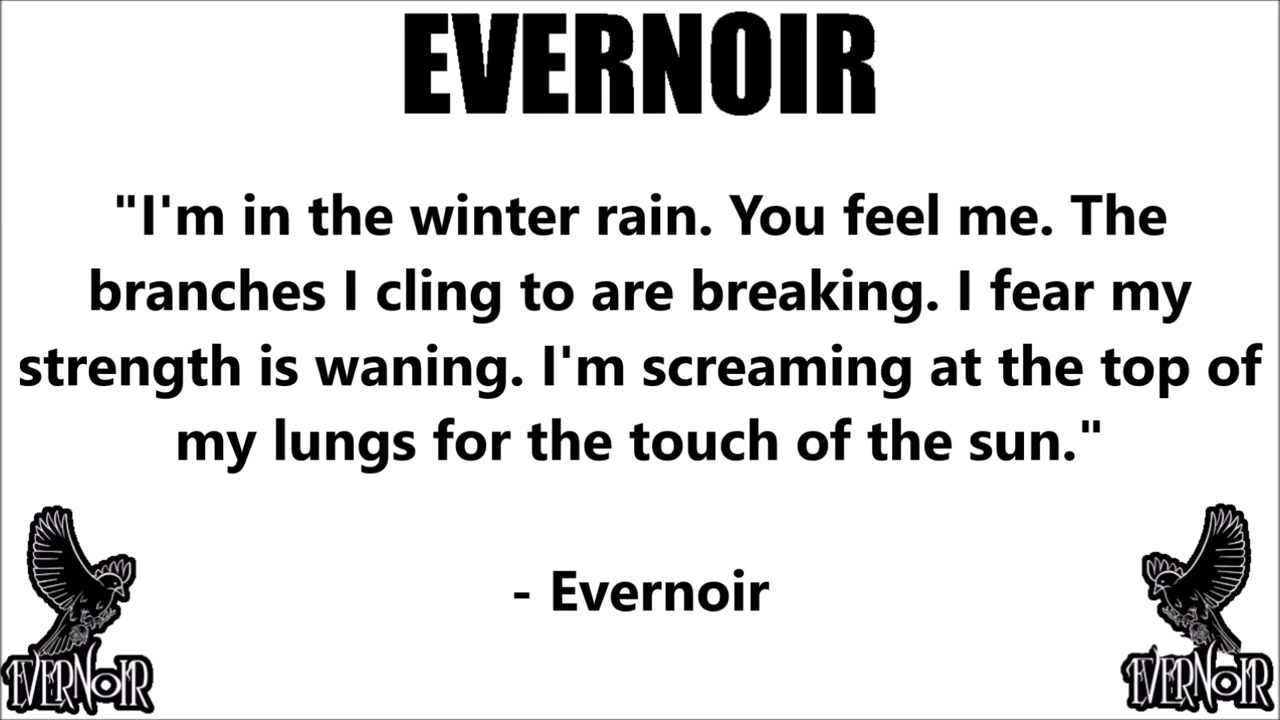 EVERNOIR
"I'm in the winter rain. You feel me. The
branches I cling to are breaking. I fear my
strength is waning. I'm screaming at the top of
my lungs for the touch of the sun."
- Evernoir
EVERNOIR
EVERNOIR